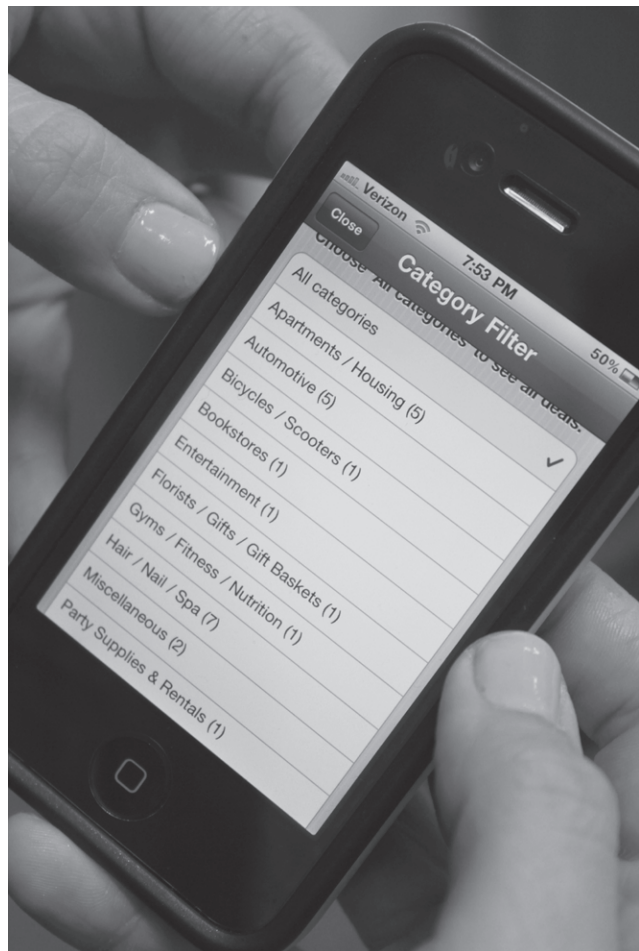 Verizon 7:53 PM 50%
Close Category Filter
Choose 'All categories' to see all deals.
All categories
Apartments / Housing (5)
Automotive (5)
Bicycles / Scooters (1)
Bookstores (1)
Entertainment (1)
Florists / Gifts / Gift Baskets (1)
Gyms / Fitness / Nutrition (1)
Hair / Nail / Spa (7)
Miscellaneous (2)
Party Supplies & Rentals (1)